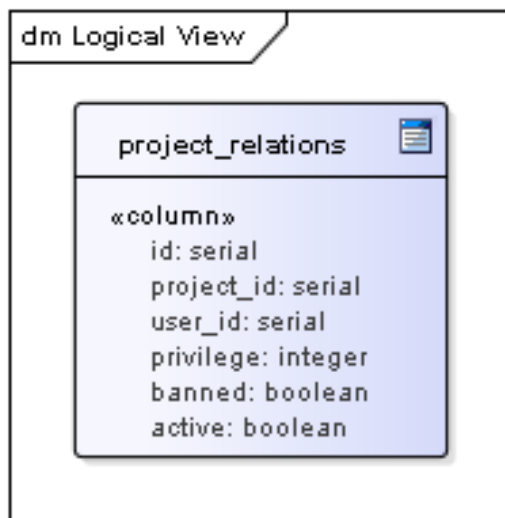 dm Logical View
project_relations
«column»
id: serial
project_id: serial
user_id: serial
privilege: integer
banned: boolean
active: boolean